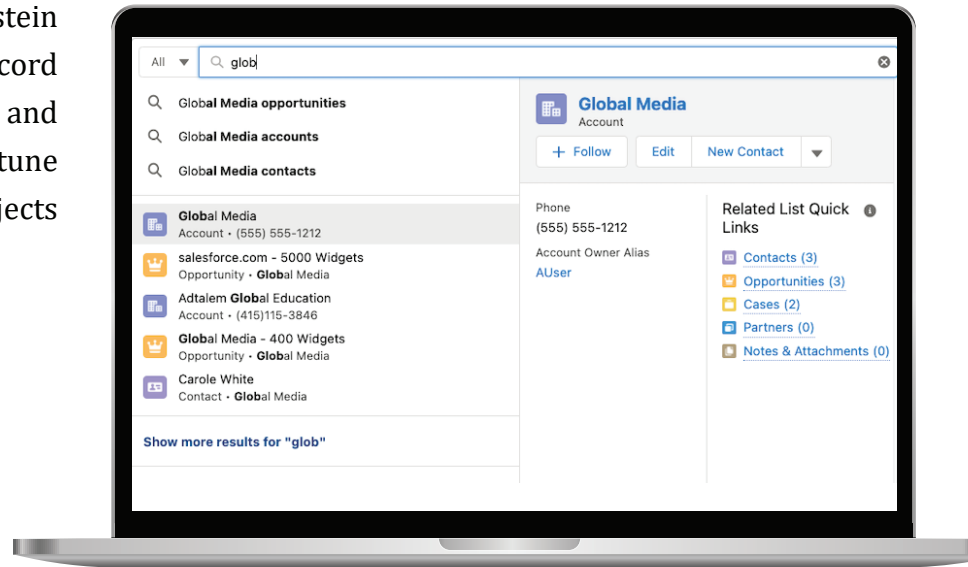 stein
cord
and
tune
jects
All
glob
Global Media opportunities
Global Media accounts
Global Media contacts
Global Media
Account • (555) 555-1212
salesforce.com - 5000 Widgets
Opportunity • Global Media
Adtalem Global Education
Account • (415)115-3846
Global Media - 400 Widgets
Opportunity • Global Media
Carole White
Contact • Global Media
Show more results for "glob"
Global Media
Account
+ Follow
Edit
New Contact
Phone
(555) 555-1212
Account Owner Alias
AUser
Related List Quick
Links
Contacts (3)
Opportunities (3)
Cases (2)
Partners (0)
Notes & Attachments (0)